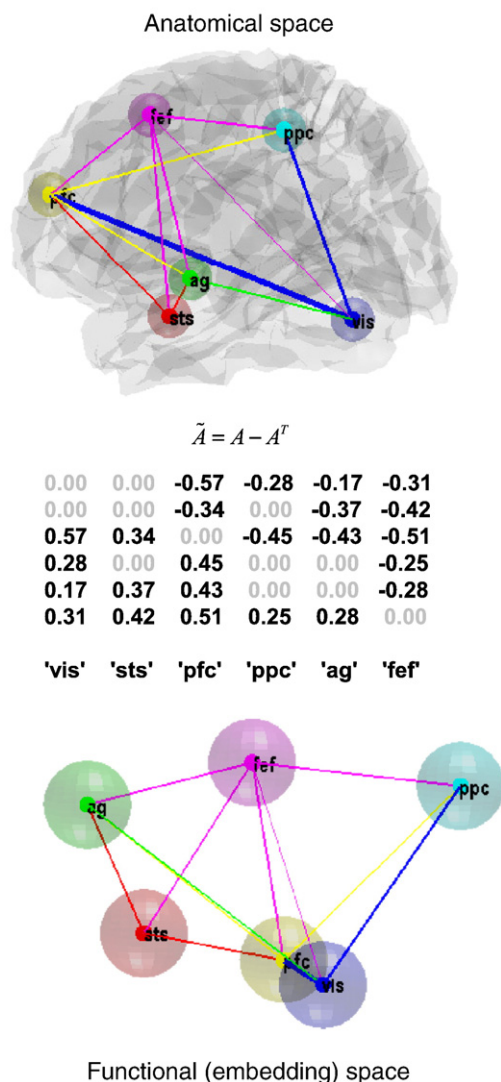 Anatomical space
fef
ppc
pfc
ag
sts
vis
Ã = A − Aᵀ
0.00 0.00 -0.57 -0.28 -0.17 -0.31
0.00 0.00 -0.34 0.00 -0.37 -0.42
0.57 0.34 0.00 -0.45 -0.43 -0.51
0.28 0.00 0.45 0.00 0.00 -0.25
0.17 0.37 0.43 0.00 0.00 -0.28
0.31 0.42 0.51 0.25 0.28 0.00
'vis' 'sts' 'pfc' 'ppc' 'ag' 'fef'
fef
ppc
ag
sts
pfc
vis
Functional (embedding) space